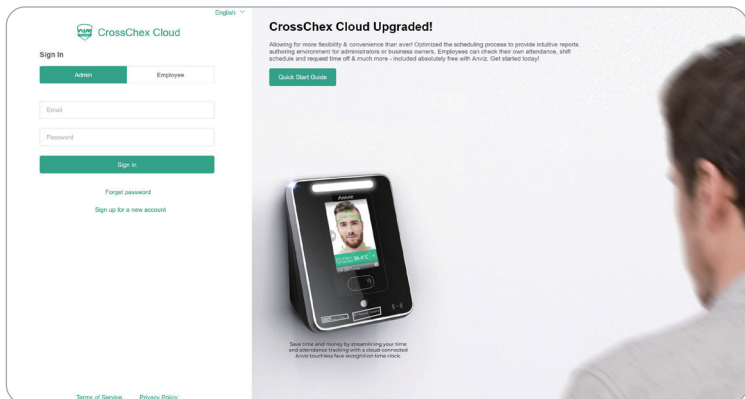 English
CrossChex Cloud
Sign In
Admin
Employee
Email
Password
Sign in
Forget password
Sign up for a new account
Terms of Service
Privacy Policy
CrossChex Cloud Upgraded!
Allowing for more flexibility & convenience than ever! Optimized the scheduling process to provide intuitive reports
authoring environment for administrators or business owners. Employees can check their own attendance, shift
schedule and request time off & much more - included absolutely free with Anviz. Get started today!
Quick Start Guide
Anviz
36.4°C
Save time and money by streamlining your time
and attendance tracking with a cloud-connected
Anviz touchless face recognition time clock.